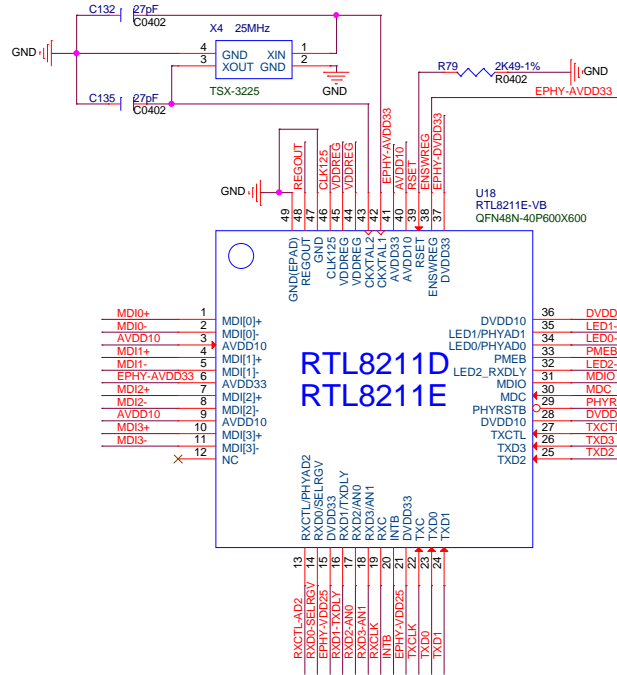 C132
27pF
C0402
X4 25MHz
GND
4 GND XIN 1
3 XOUT GND 2
TSX-3225
GND
C135
27pF
C0402
R79
2K49-1%
R0402
GND
EPHY-AVDD33
GND
REGOUT
CLK125
VDDREG
VDDREG
EPHY-AVDD33
AVDD10
RSET
ENSWREG
EPHY-DVDD33
U18
RTL8211E-VB
QFN48N-40P600X600
49 GND(EPAD)
48 REGOUT
47 GND
46 CLK125
45 VDDREG
44 VDDREG
43 CKXTAL2
42 CKXTAL1
41 AVDD33
40 AVDD10
39 RSET
38 ENSWREG
37 DVDD33
MDI0+ 1 MDI[0]+
MDI0- 2 MDI[0]-
AVDD10 3 AVDD10
MDI1+ 4 MDI[1]+
MDI1- 5 MDI[1]-
EPHY-AVDD33 6 AVDD33
MDI2+ 7 MDI[2]+
MDI2- 8 MDI[2]-
AVDD10 9 AVDD10
MDI3+ 10 MDI[3]+
MDI3- 11 MDI[3]-
12 NC
RTL8211D
RTL8211E
DVDD10 36 DVDD
LED1/PHYAD1 35 LED1-
LED0/PHYAD0 34 LED0-
PMEB 33 PMEB
LED2_RXDLY 32 LED2-
MDIO 31 MDIO
MDC 30 MDC
PHYRSTB 29 PHYR
DVDD10 28 DVDD
TXCTL 27 TXCTL
TXD3 26 TXD3
TXD2 25 TXD2
RXCTL/PHYAD2 13 RXCTL-AD2
RXD0/SELRGV 14 RXD0-SELRGV
DVDD33 15 EPHY-VDD25
RXD1/TXDLY 16 RXD1-TXDLY
RXD2/AN0 17 RXD2-AN0
RXD3/AN1 18 RXD3-AN1
RXC 19 RXCLK
INTB 20 INTB
DVDD33 21 EPHY-VDD25
TXC 22 TXCLK
TXD0 23 TXD0
TXD1 24 TXD1